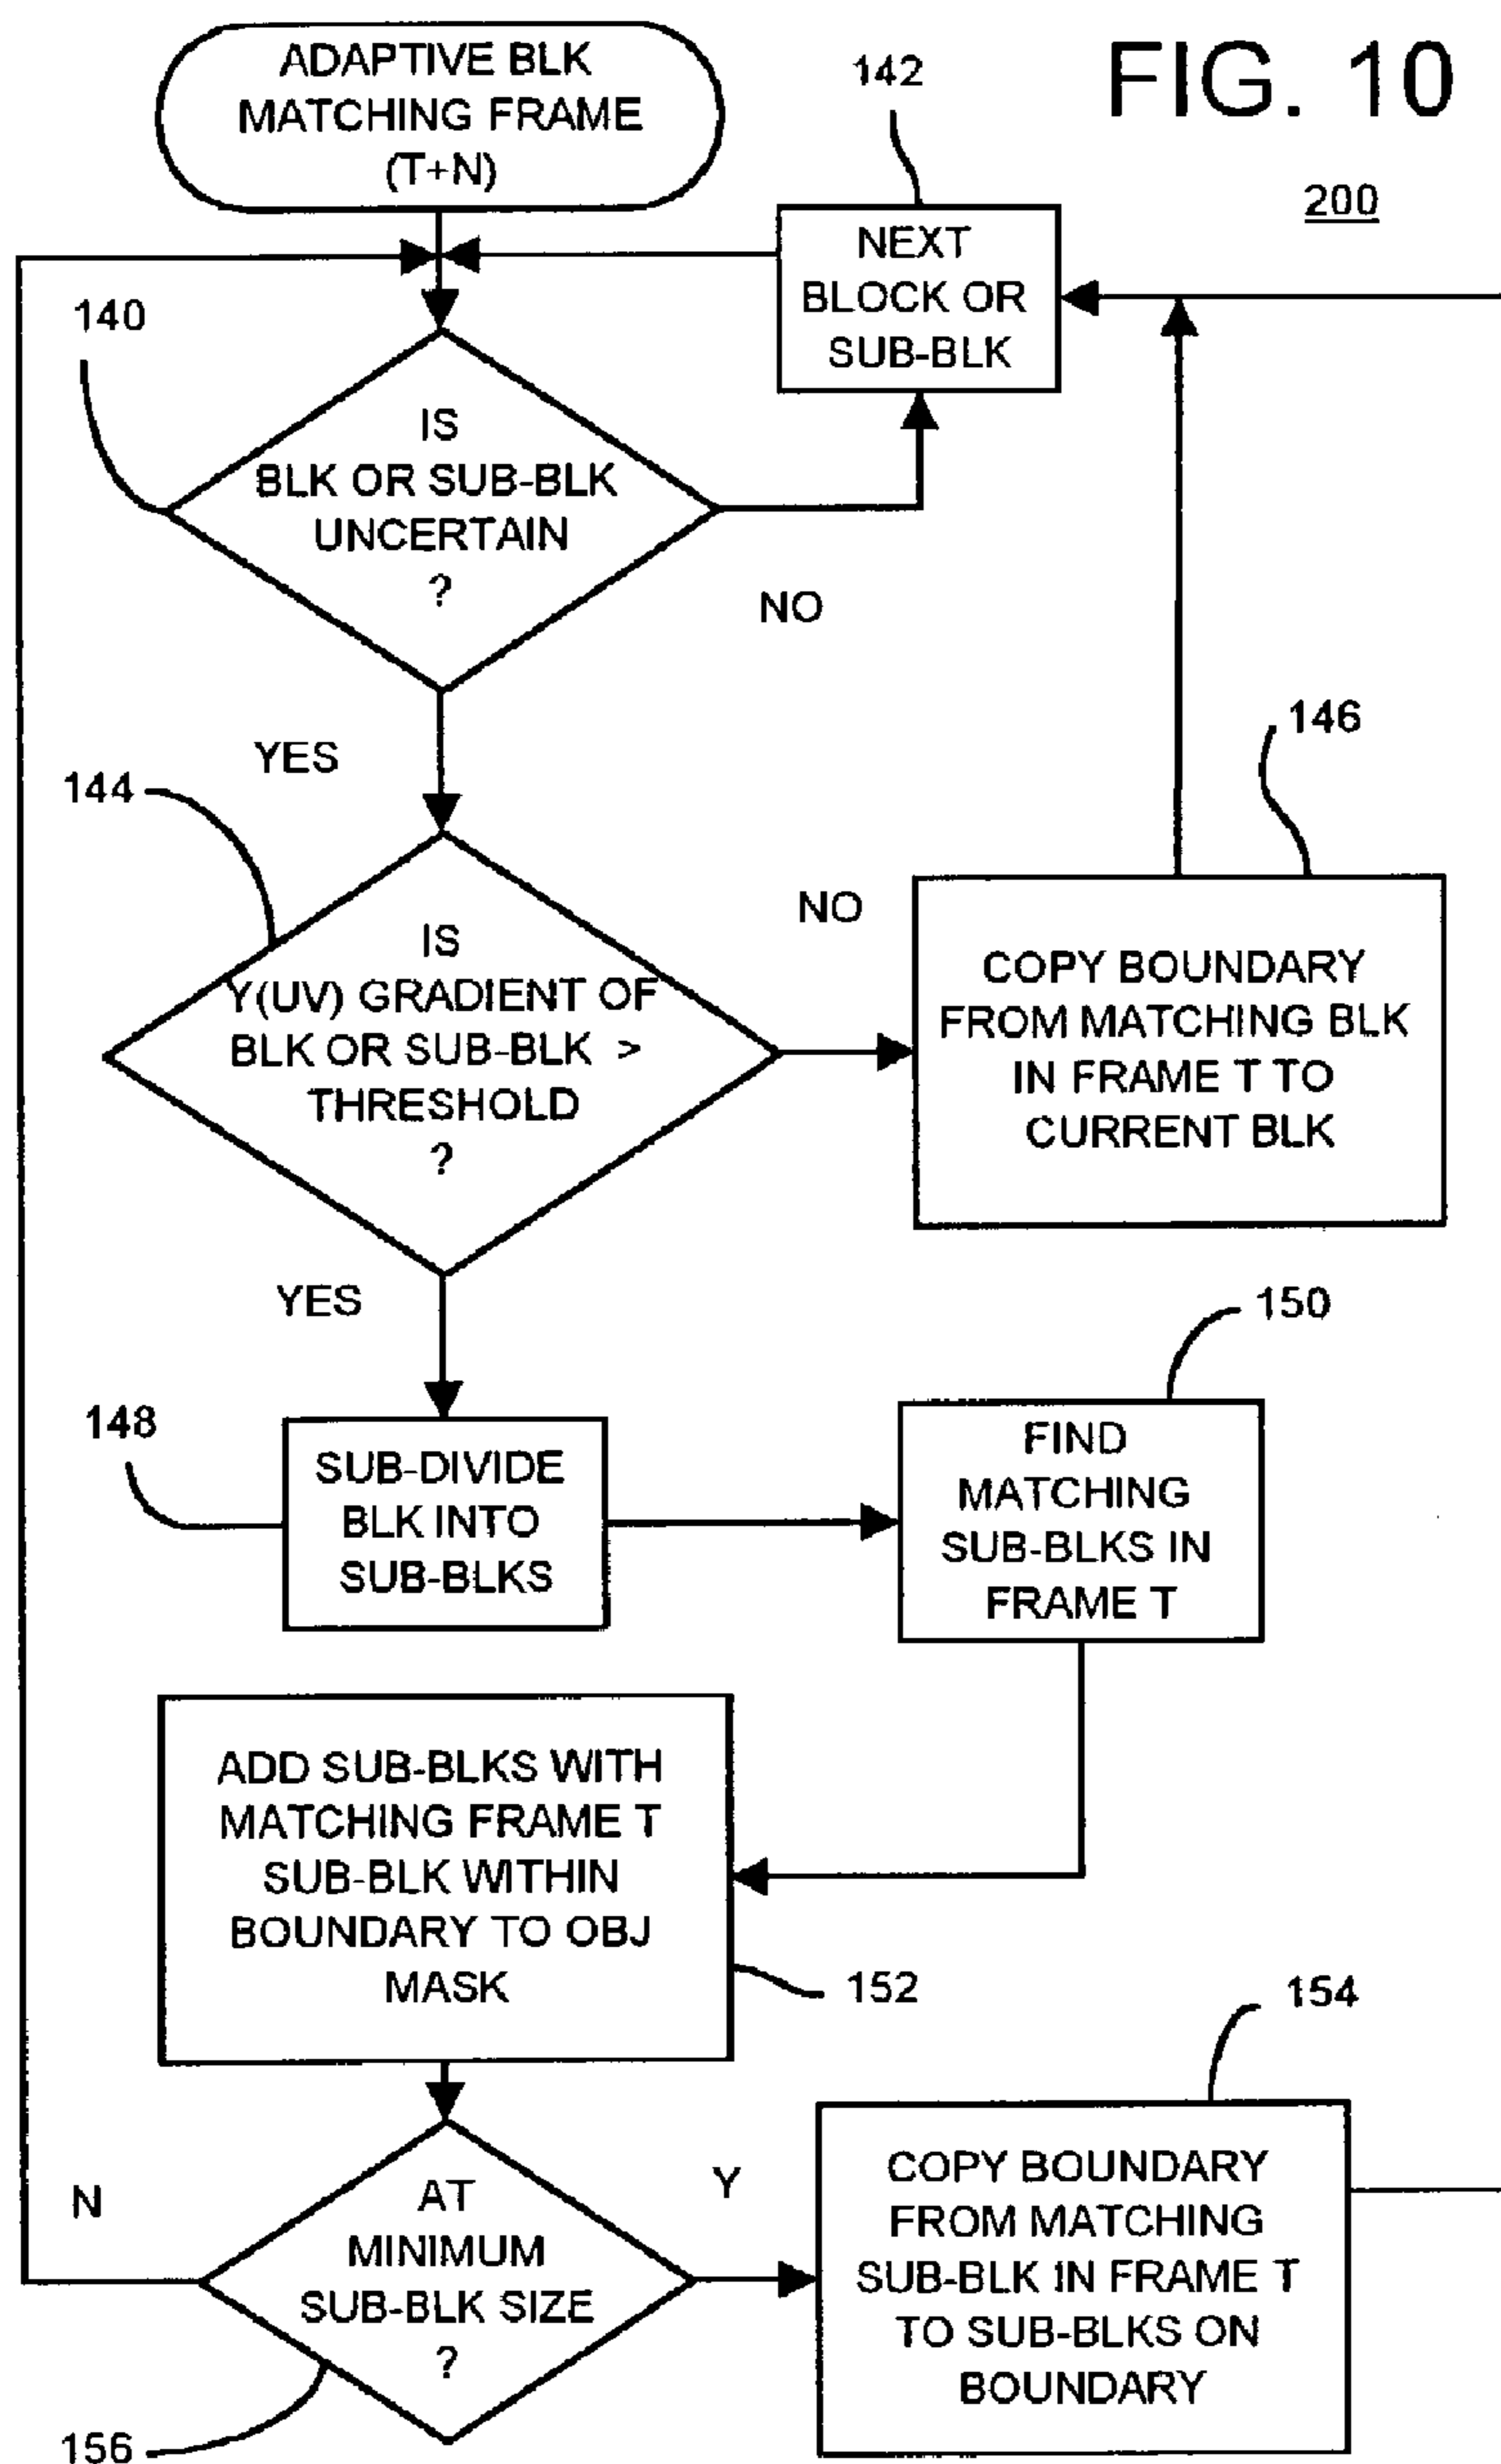 ADAPTIVE BLK
MATCHING FRAME
(T+N)
FIG. 10
200
142
NEXT
BLOCK OR
SUB-BLK
140
IS
BLK OR SUB-BLK
UNCERTAIN
?
NO
YES
144
146
IS
Y(UV) GRADIENT OF
BLK OR SUB-BLK >
THRESHOLD
?
NO
COPY BOUNDARY
FROM MATCHING BLK
IN FRAME T TO
CURRENT BLK
YES
148
SUB-DIVIDE
BLK INTO
SUB-BLKS
150
FIND
MATCHING
SUB-BLKS IN
FRAME T
ADD SUB-BLKS WITH
MATCHING FRAME T
SUB-BLK WITHIN
BOUNDARY TO OBJ
MASK
152
154
N
AT
MINIMUM
SUB-BLK SIZE
?
Y
COPY BOUNDARY
FROM MATCHING
SUB-BLK IN FRAME T
TO SUB-BLKS ON
BOUNDARY
156